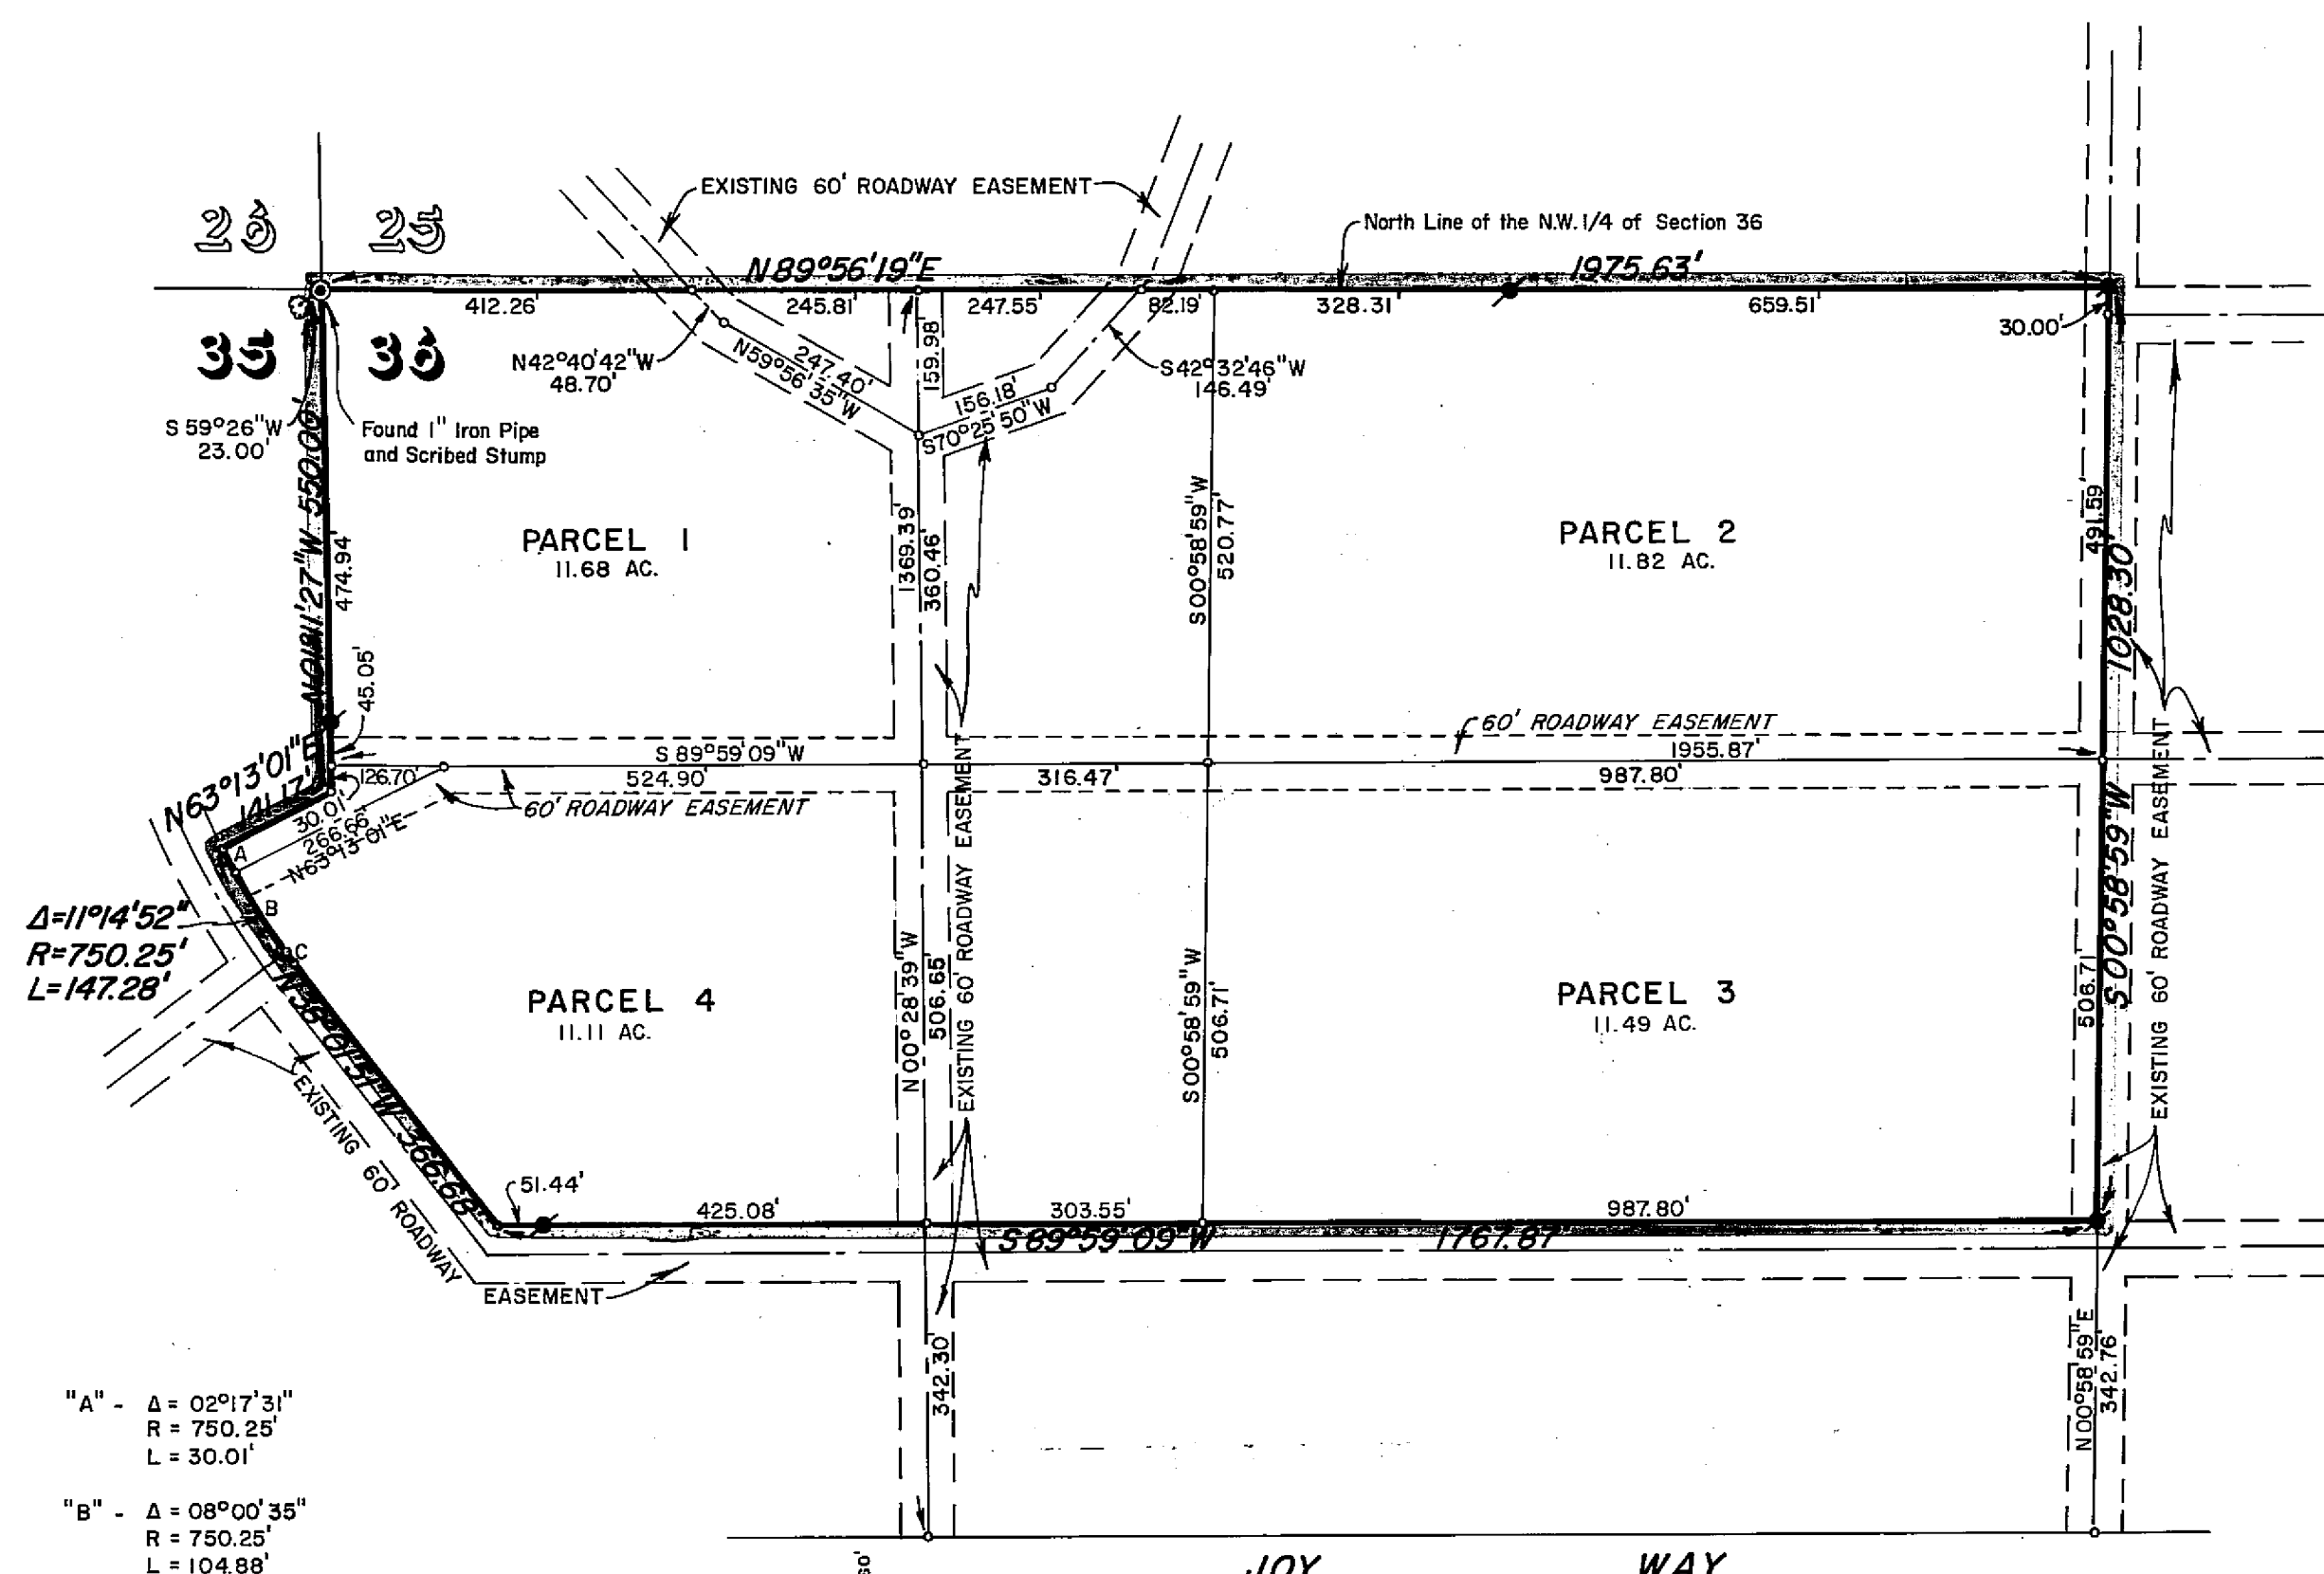 EXISTING 60' ROADWAY EASEMENT
26 25
North Line of the N.W. 1/4 of Section 36
N89°56'19"E 1975.63'
412.26' 245.81' 247.55' 82.19' 328.31' 659.51'
30.00'
35 36
N42°40'42"W
48.70'
247.40'
N59°56'35"W
159.98'
156.18'
S70°25'50"W
S42°32'46"W
146.49'
S 59°26"W
23.00'
Found 1" Iron Pipe
and Scribed Stump
W 550.00'
474.94'
45.05'
PARCEL 1
11.68 AC.
1369.39'
360.46'
S00°58'59"W
520.77'
PARCEL 2
11.82 AC.
491.59'
1028.30'
S 00°58'59"W
60' ROADWAY EASEMENT
S 89°59'09"W 1955.87'
126.70' 524.90' 316.47' 987.80'
60' ROADWAY EASEMENT
N63°13'01"E
141.17'
30.01'
266.66'
N63°13'01"E
A
B
C
Δ=11°14'52"
R=750.25'
L=147.28'
N38°01'51"W 366.68'
PARCEL 4
11.11 AC.
N00°28'39"W
506.65'
EXISTING 60' ROADWAY EASEMENT
S00°58'59"W
506.71'
PARCEL 3
11.49 AC.
506.71'
EXISTING 60' ROADWAY EASEMENT
51.44' 425.08' 303.55' 987.80'
S89°59'09"W 1767.87'
EXISTING 60' ROADWAY
EASEMENT
342.30'
N00°58'59"E
342.76'
"A" - Δ = 02°17'31"
R = 750.25'
L = 30.01'
"B" - Δ = 08°00'35"
R = 750.25'
L = 104.88'
JOY WAY